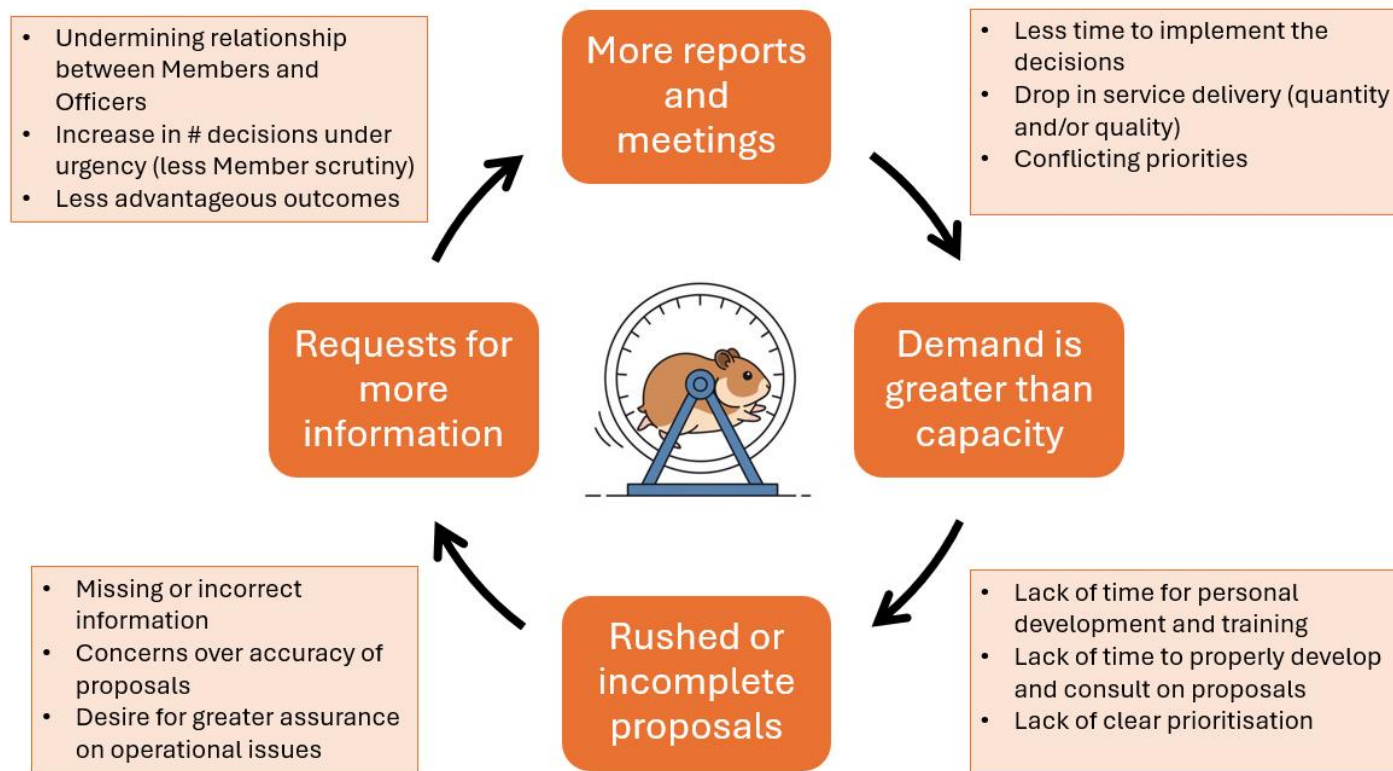 • Undermining relationship
between Members and
Officers
• Increase in # decisions under
urgency (less Member scrutiny)
• Less advantageous outcomes
More reports
and
meetings
• Less time to implement the
decisions
• Drop in service delivery (quantity
and/or quality)
• Conflicting priorities
Requests for
more
information
Demand is
greater than
capacity
• Missing or incorrect
information
• Concerns over accuracy of
proposals
• Desire for greater assurance
on operational issues
Rushed or
incomplete
proposals
• Lack of time for personal
development and training
• Lack of time to properly develop
and consult on proposals
• Lack of clear prioritisation